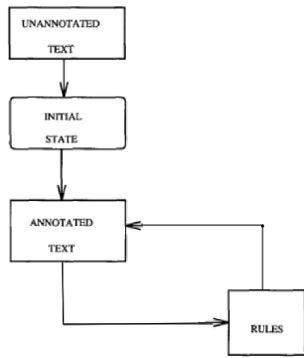 UNANNOTATED
TEXT
INITIAL
STATE
ANNOTATED
TEXT
RULES